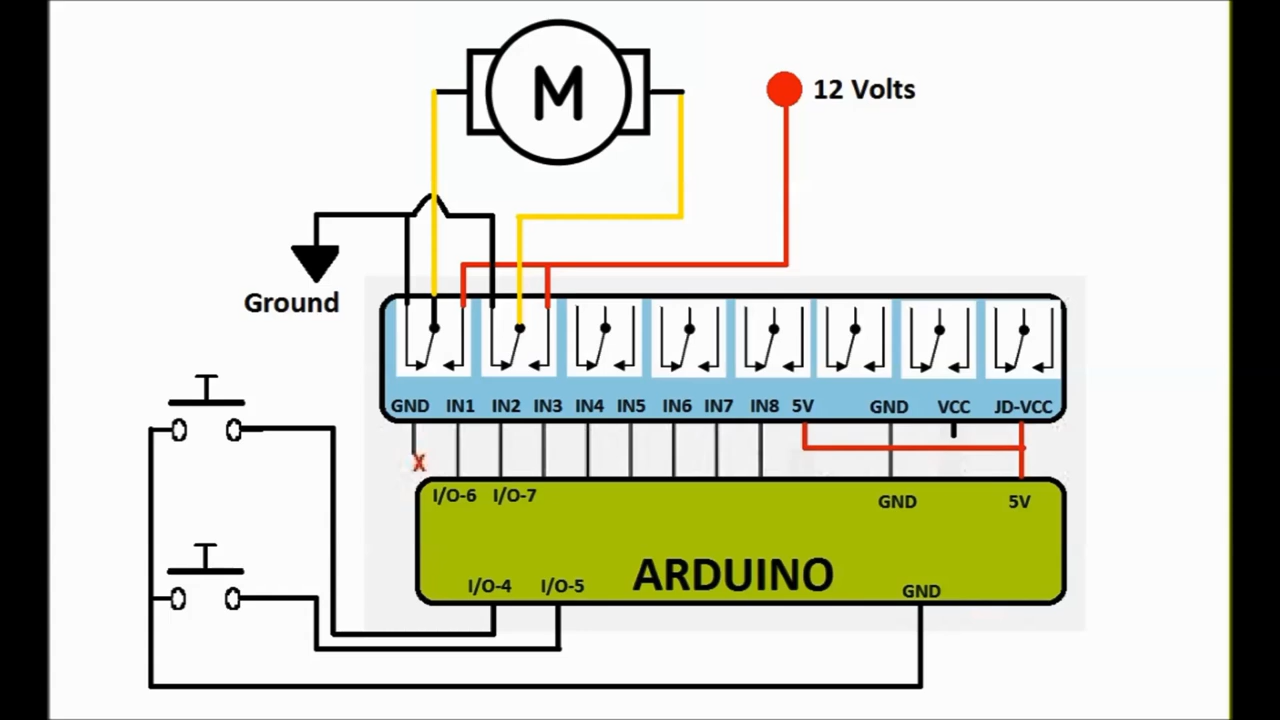 M
12 Volts
Ground
GND IN1 IN2 IN3 IN4 IN5 IN6 IN7 IN8 5V GND VCC JD-VCC
X
I/O-6 I/O-7 GND 5V
ARDUINO
I/O-4 I/O-5 GND